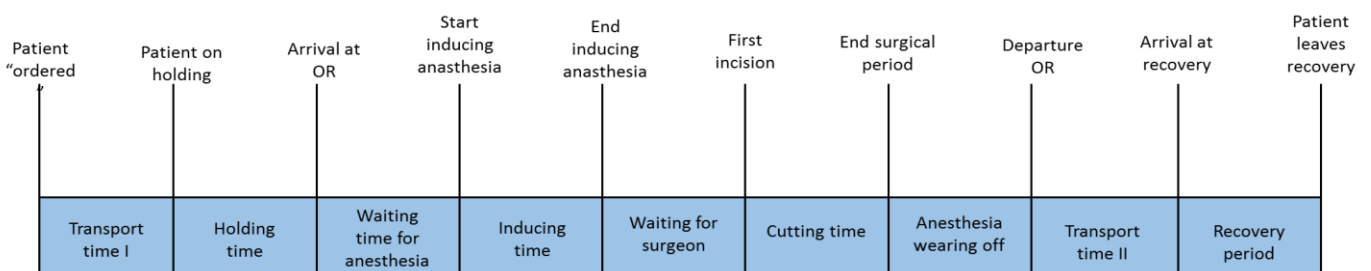 Patient
“ordered
”
Patient on
holding
Arrival at
OR
Start
inducing
anasthesia
End
inducing
anasthesia
First
incision
End surgical
period
Departure
OR
Arrival at
recovery
Patient
leaves
recovery
Transport
time I
Holding
time
Waiting
time for
anesthesia
Inducing
time
Waiting for
surgeon
Cutting time
Anesthesia
wearing off
Transport
time II
Recovery
period